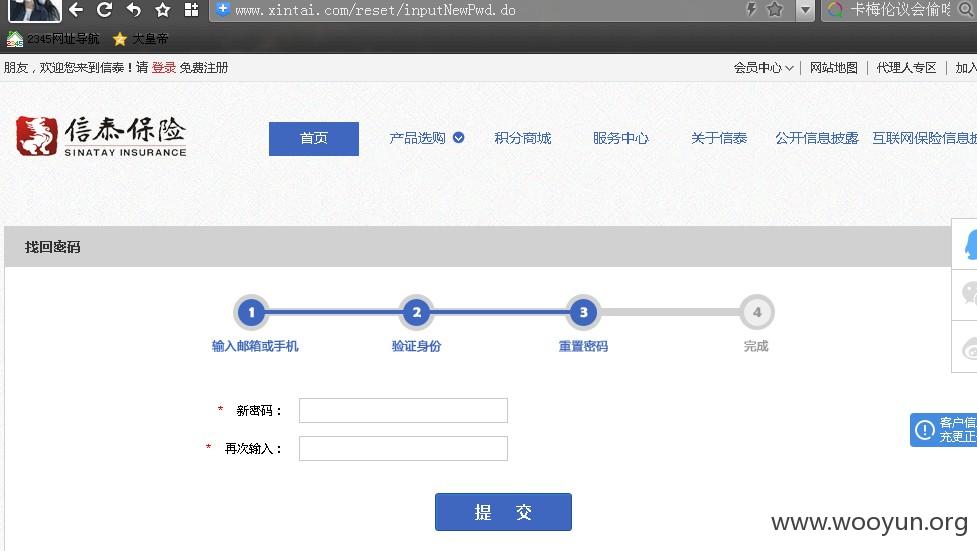 www.xintai.com/reset/inputNewPwd.do
卡梅伦议会偷吃
2345网址导航 大皇帝
朋友，欢迎您来到信泰！请 登录 免费注册
会员中心 | 网站地图 | 代理人专区 | 加入
信泰保险
SINATAY INSURANCE
首页 产品选购 积分商城 服务中心 关于信泰 公开信息披露 互联网保险信息披
找回密码
1 2 3 4
输入邮箱或手机 验证身份 重置密码 完成
* 新密码：
* 再次输入：
客户信
充更正
提 交
www.wooyun.org